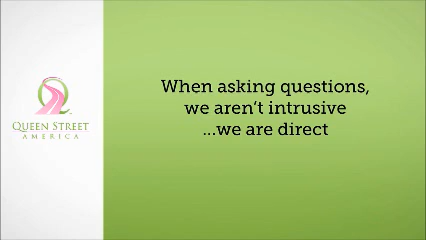 QUEEN STREET
AMERICA
When asking questions,
we aren't intrusive
...we are direct